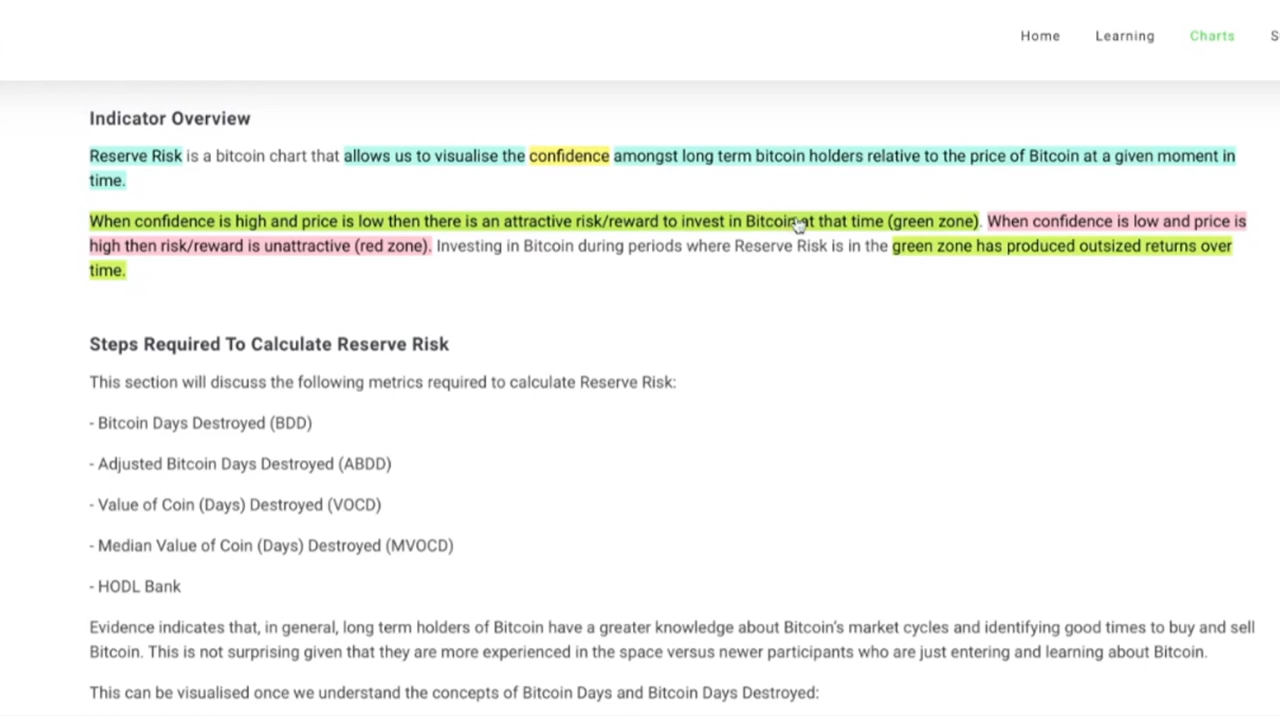 Home Learning Charts S
Indicator Overview
Reserve Risk is a bitcoin chart that allows us to visualise the confidence amongst long term bitcoin holders relative to the price of Bitcoin at a given moment in
time.
When confidence is high and price is low then there is an attractive risk/reward to invest in Bitcoin at that time (green zone). When confidence is low and price is
high then risk/reward is unattractive (red zone). Investing in Bitcoin during periods where Reserve Risk is in the green zone has produced outsized returns over
time.
Steps Required To Calculate Reserve Risk
This section will discuss the following metrics required to calculate Reserve Risk:
- Bitcoin Days Destroyed (BDD)
- Adjusted Bitcoin Days Destroyed (ABDD)
- Value of Coin (Days) Destroyed (VOCD)
- Median Value of Coin (Days) Destroyed (MVOCD)
- HODL Bank
Evidence indicates that, in general, long term holders of Bitcoin have a greater knowledge about Bitcoin's market cycles and identifying good times to buy and sell
Bitcoin. This is not surprising given that they are more experienced in the space versus newer participants who are just entering and learning about Bitcoin.
This can be visualised once we understand the concepts of Bitcoin Days and Bitcoin Days Destroyed: